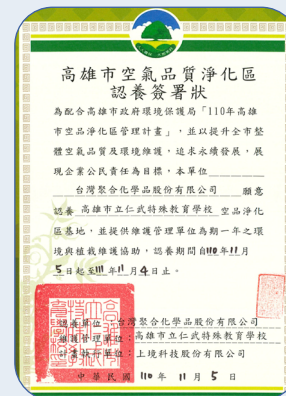 高雄市空氣品質淨化區
認養簽署狀
為配合高雄市政府環境保護局「110年高雄
市空品淨化區管理計畫」，並以提升全市整
體空氣品質及環境維護，追求永續發展，展
現企業公民責任為目標，本單位
台灣聚合化學品股份有限公司 願意
認養 高雄市立仁武特殊教育學校 空品淨化
區基地，並提供維護管理單位為期一年之環
境與植栽維護協助，認養期間自110年11月
5日起至111年11月4日止。
認養單位：台灣聚合化學品股份有限公司
維護管理單位：高雄市立仁武特殊教育學校
計畫執行單位：上境科技股份有限公司
中華民國 110 年 11 月 5 日